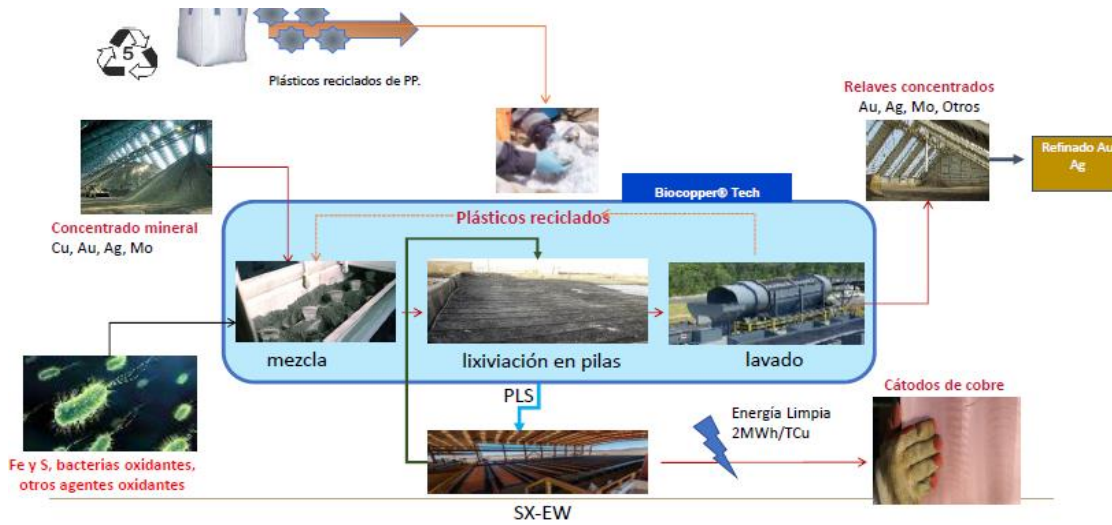 5
Plásticos reciclados de PP.
Relaves concentrados
Au, Ag, Mo, Otros
Refinado Au
Ag
Biocopper® Tech
Concentrado mineral
Cu, Au, Ag, Mo
Plásticos reciclados
mezcla
lixiviación en pilas
lavado
PLS
Energía Limpia
2MWh/TCu
Cátodos de cobre
Fe y S, bacterias oxidantes,
otros agentes oxidantes
SX-EW